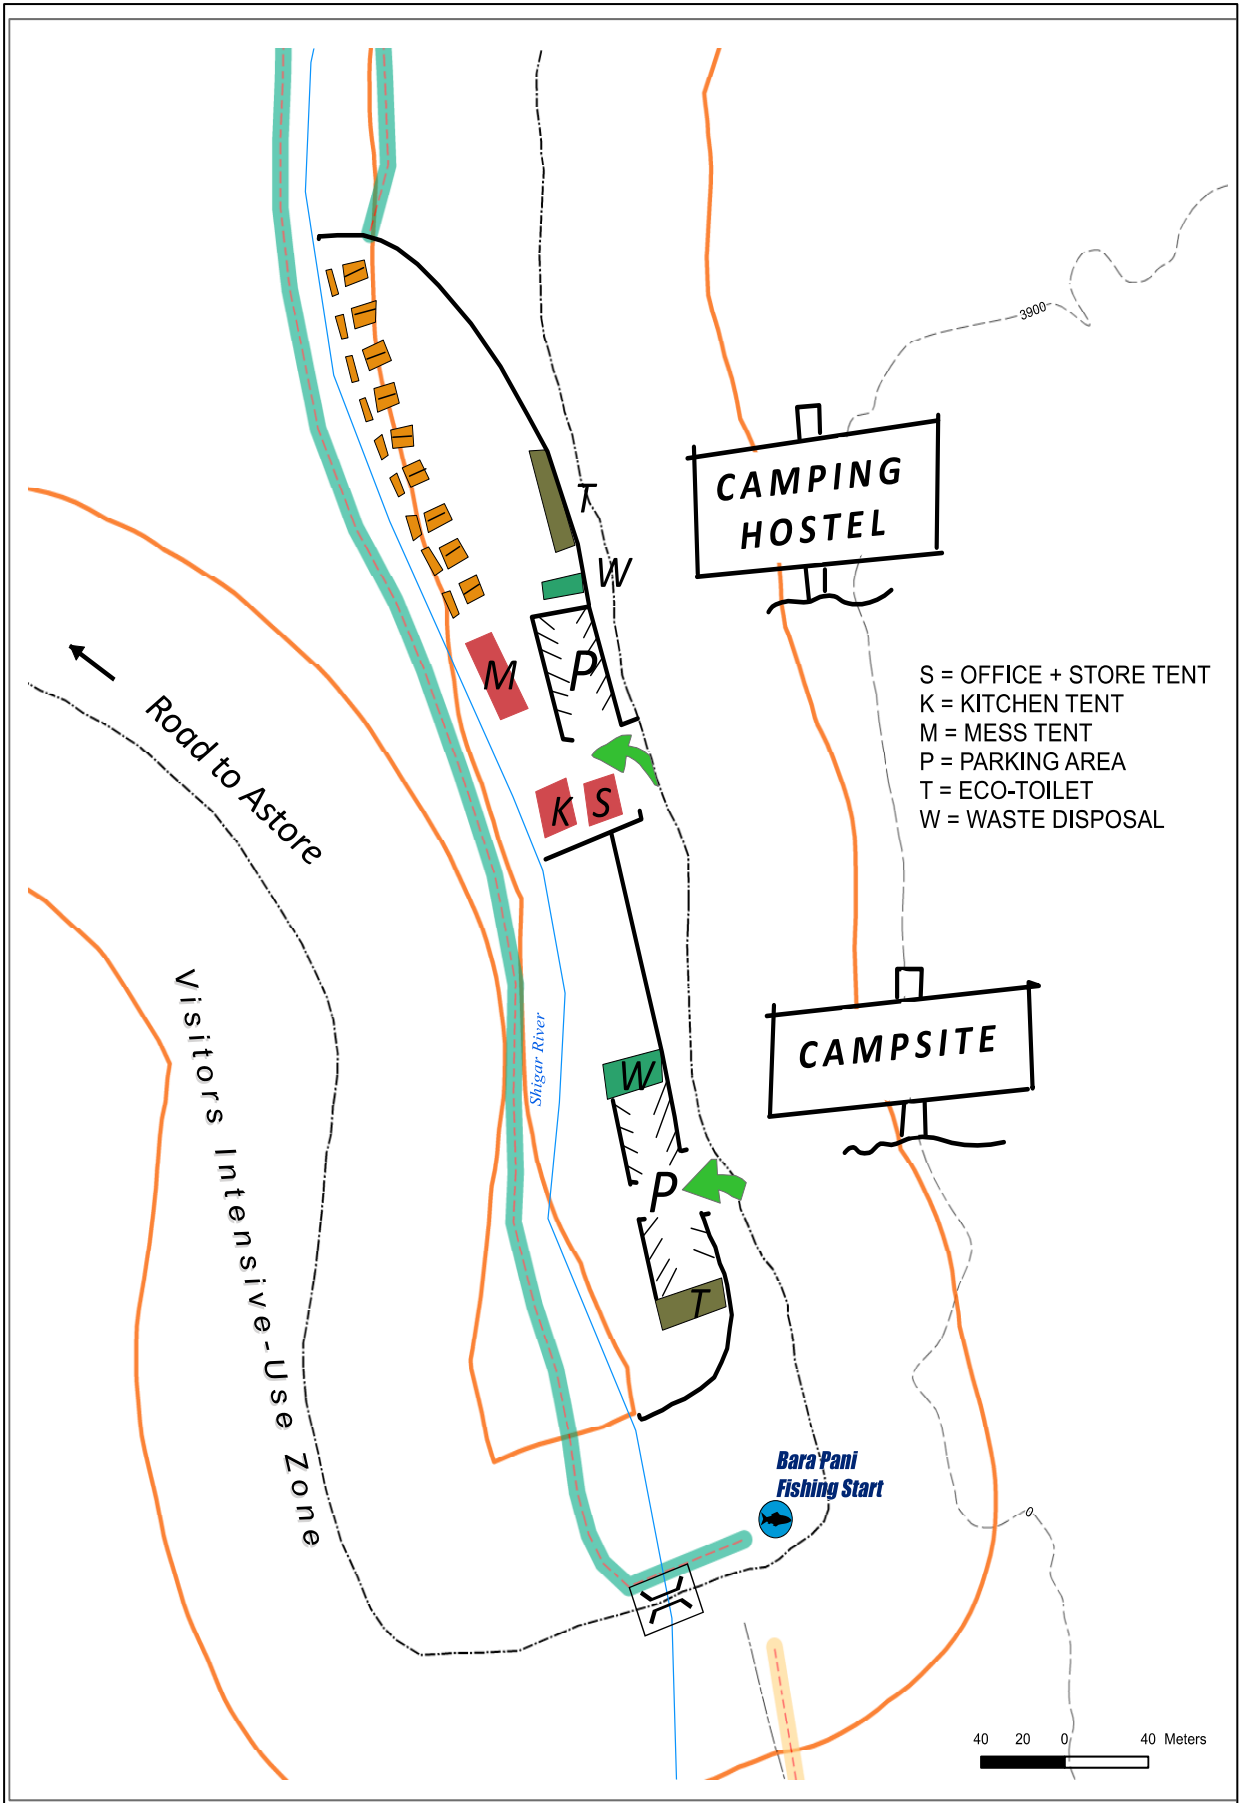 3900
CAMPING
HOSTEL
T
W
M
P
S = OFFICE + STORE TENT
K = KITCHEN TENT
M = MESS TENT
P = PARKING AREA
T = ECO-TOILET
W = WASTE DISPOSAL
Road to Astore
K
S
Visitors Intensive-Use Zone
Shigar River
CAMPSITE
W
P
T
Bara Pani
Fishing Start
0
40 20 0 40 Meters